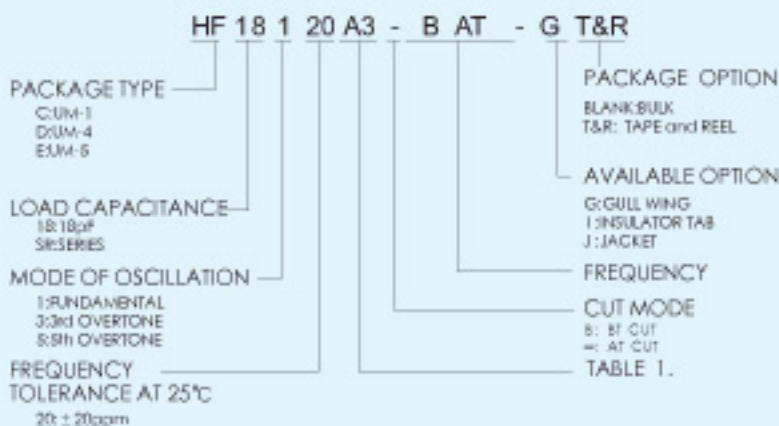 HF 18 1 20 A3 - B AT - G T&R
PACKAGE TYPE
C:UM-1
D:UM-4
E:UM-5
LOAD CAPACITANCE
18:18pF
SR:SERIES
MODE OF OSCILLATION
1:FUNDAMENTAL
3:3rd OVERTONE
5:5th OVERTONE
FREQUENCY
TOLERANCE AT 25℃
20:±20ppm
PACKAGE OPTION
BLANK:BULK
T&R: TAPE and REEL
AVAILABLE OPTION
G:GULL WING
I:INSULATOR TAB
J:JACKET
FREQUENCY
CUT MODE
B: BT CUT
-: AT CUT
TABLE 1.